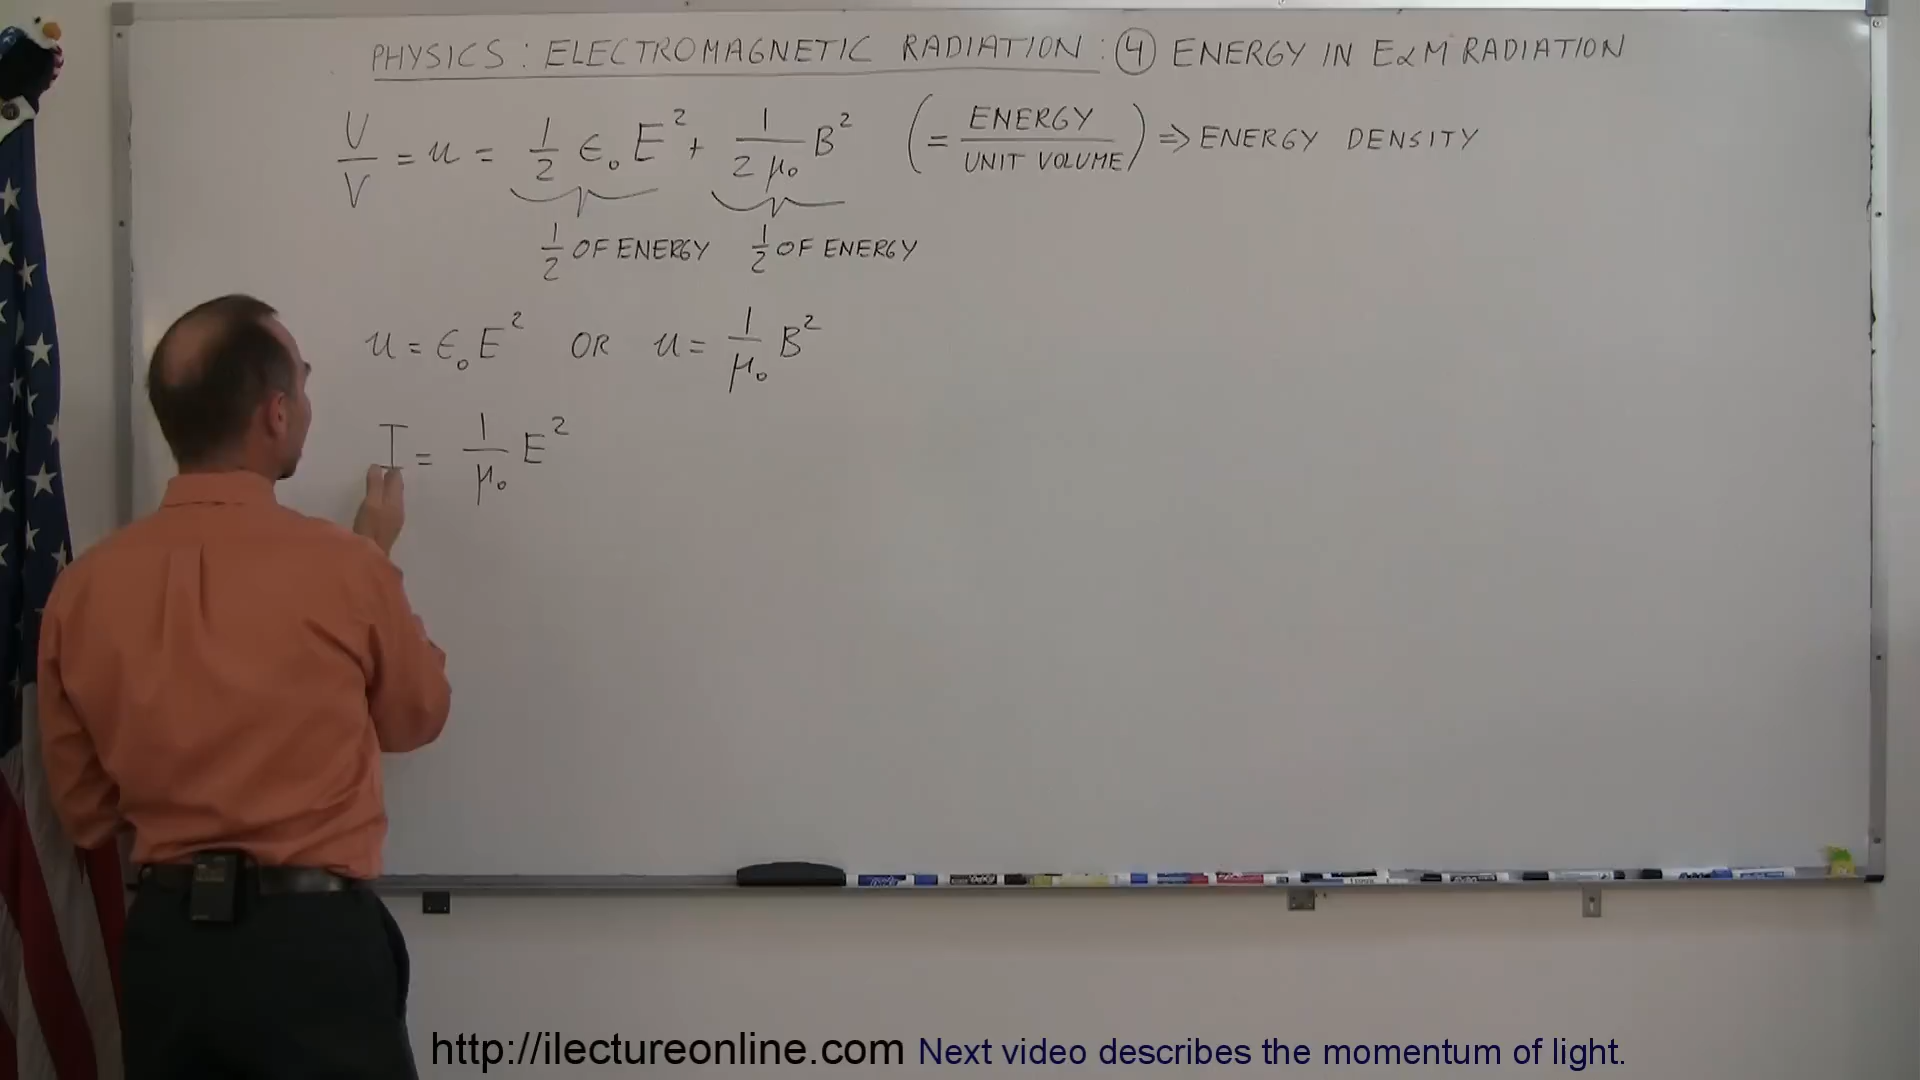 PHYSICS: ELECTROMAGNETIC RADIATION: ④ ENERGY IN E&M RADIATION
U/V = u = 1/2 ϵ₀ E² + 1/(2 μ₀) B² (= ENERGY/UNIT VOLUME) ⇒ ENERGY DENSITY
1/2 OF ENERGY 1/2 OF ENERGY
u = ϵ₀ E² OR u = 1/μ₀ B²
I = 1/μ₀ E²
http://ilectureonline.com Next video describes the momentum of light.